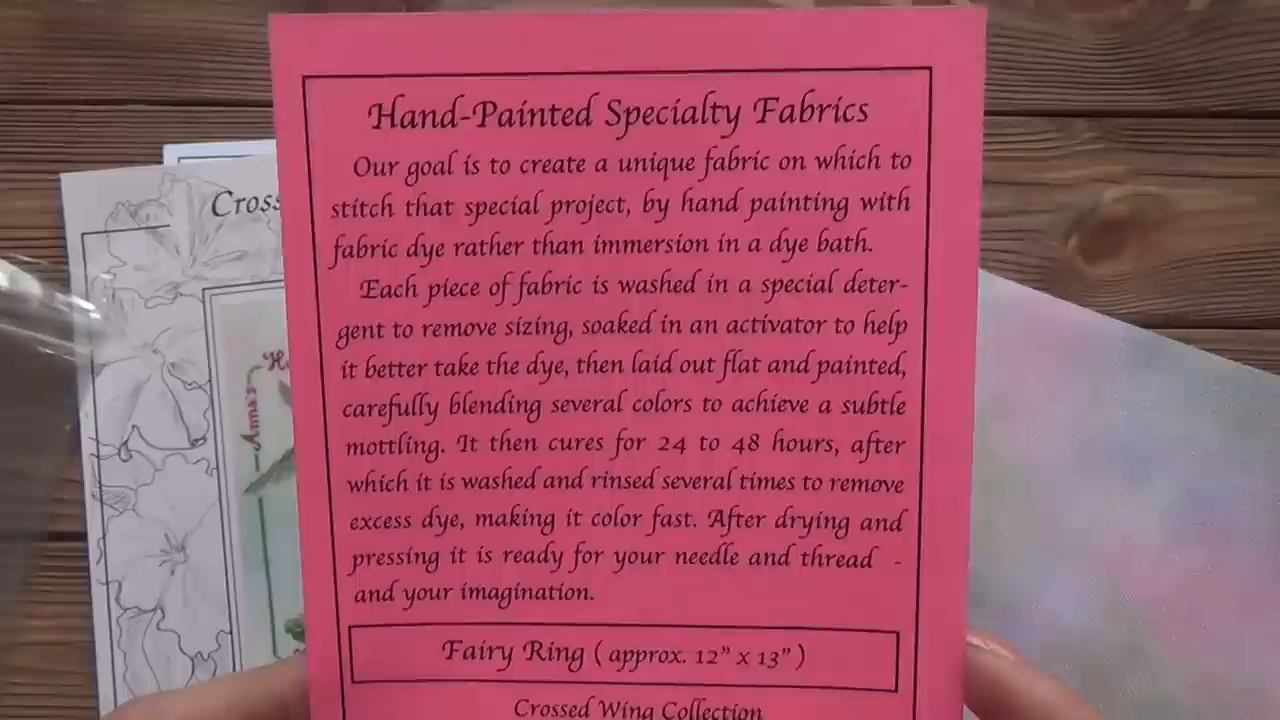 Hand-Painted Specialty Fabrics
Our goal is to create a unique fabric on which to
stitch that special project, by hand painting with
fabric dye rather than immersion in a dye bath.
Each piece of fabric is washed in a special deter-
gent to remove sizing, soaked in an activator to help
it better take the dye, then laid out flat and painted,
carefully blending several colors to achieve a subtle
mottling. It then cures for 24 to 48 hours, after
which it is washed and rinsed several times to remove
excess dye, making it color fast. After drying and
pressing it is ready for your needle and thread -
and your imagination.
Fairy Ring ( approx. 12" x 13" )
Crossed Wing Collection
Cross
Anna's